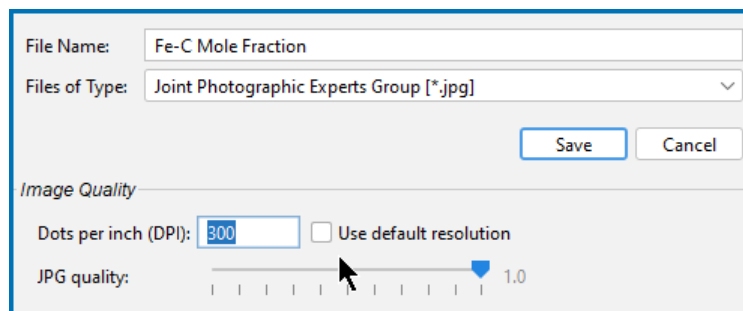 File Name: Fe-C Mole Fraction
Files of Type: Joint Photographic Experts Group [*.jpg]
Save Cancel
Image Quality
Dots per inch (DPI): 300 Use default resolution
JPG quality: 1.0